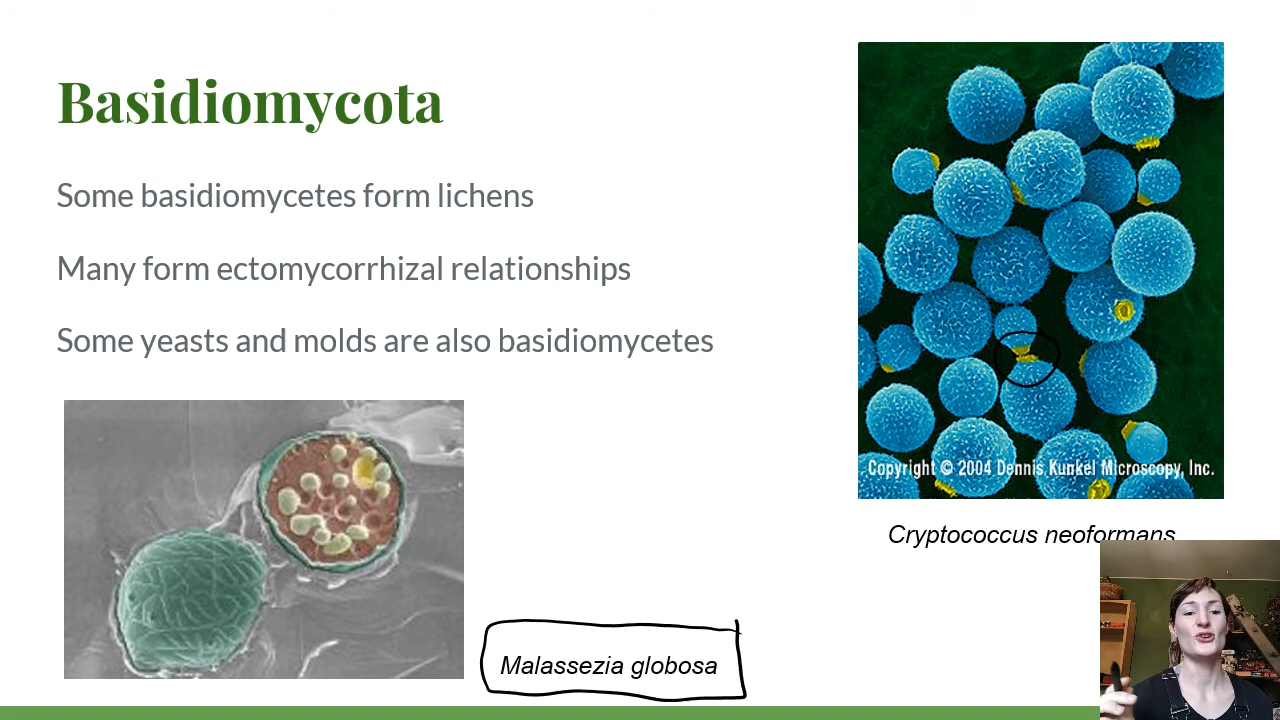 Basidiomycota
Some basidiomycetes form lichens
Many form ectomycorrhizal relationships
Some yeasts and molds are also basidiomycetes
Copyright © 2004 Dennis Kunkel Microscopy, Inc.
Cryptococcus neoformans
Malassezia globosa